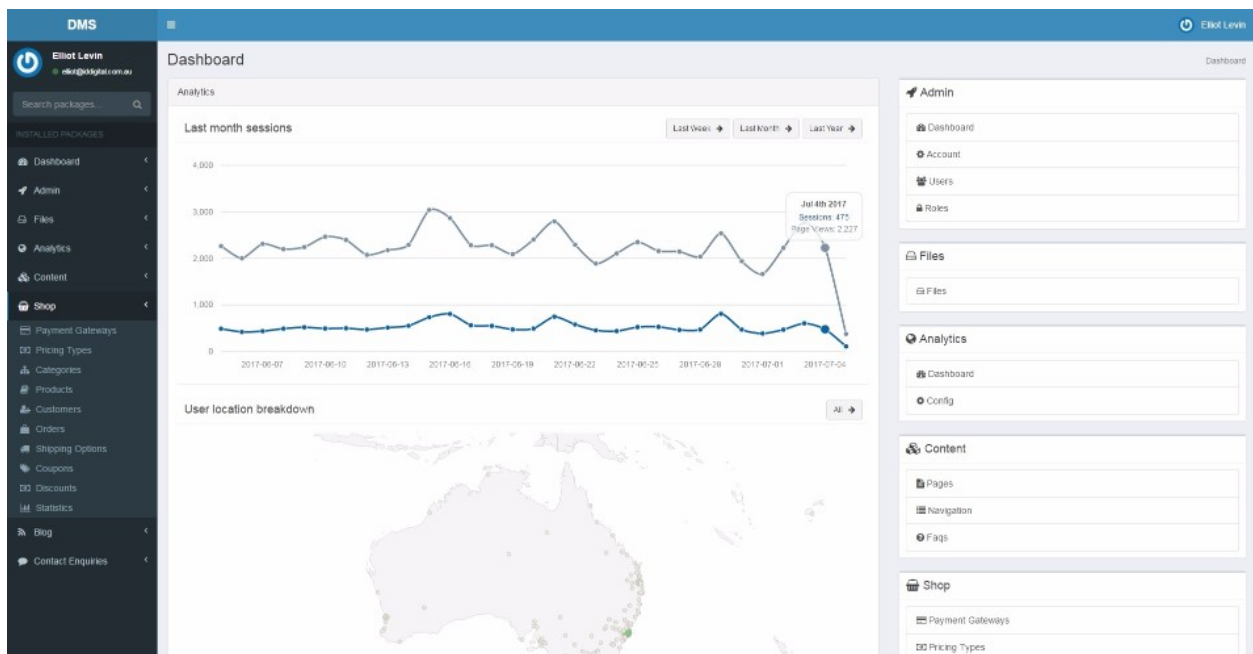 DMS
Elliot Levin
Elliot Levin
elliot@iddigital.com.au
Search packages...
INSTALLED PACKAGES
Dashboard
Admin
Files
Analytics
Content
Shop
Payment Gateways
Pricing Types
Categories
Products
Customers
Orders
Shipping Options
Coupons
Discounts
Statistics
Blog
Contact Enquiries
Dashboard
Dashboard
Analytics
Last month sessions
Last Week
Last Month
Last Year
4,000
3,000
2,000
1,000
0
Jul 4th 2017
Sessions: 475
Page Views: 2,227
2017-06-07 2017-06-10 2017-06-13 2017-06-16 2017-06-19 2017-06-22 2017-06-25 2017-06-28 2017-07-01 2017-07-04
User location breakdown
All
Admin
Dashboard
Account
Users
Roles
Files
Files
Analytics
Dashboard
Config
Content
Pages
Navigation
Faqs
Shop
Payment Gateways
Pricing Types